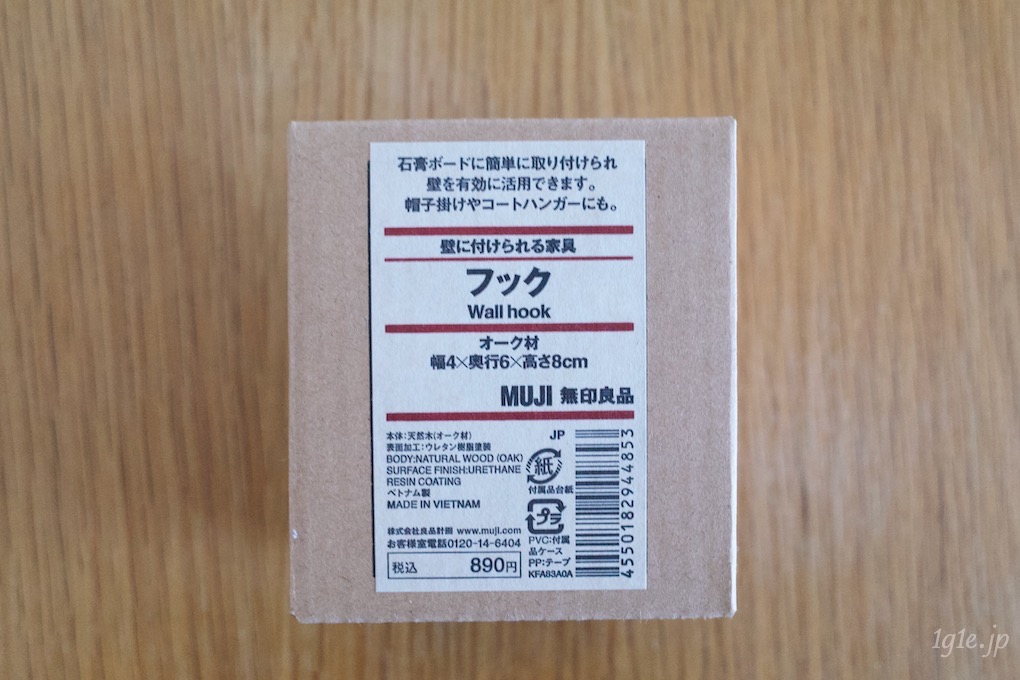 石膏ボードに簡単に取り付けられ
壁を有効に活用できます。
帽子掛けやコートハンガーにも。
壁に付けられる家具
フック
Wall hook
オーク材
幅4×奥行6×高さ8cm
MUJI 無印良品
本体:天然木(オーク材)
表面加工:ウレタン樹脂塗装
BODY:NATURAL WOOD (OAK)
SURFACE FINISH:URETHANE
RESIN COATING
ベトナム製
MADE IN VIETNAM
株式会社良品計画 www.muji.com
お客様室電話0120-14-6404
税込 890円
JP
紙
付属品台紙
プラ
PVC:付属
品ケース
PP:テープ
KFA83A0A
4550182944853
1g1e.jp